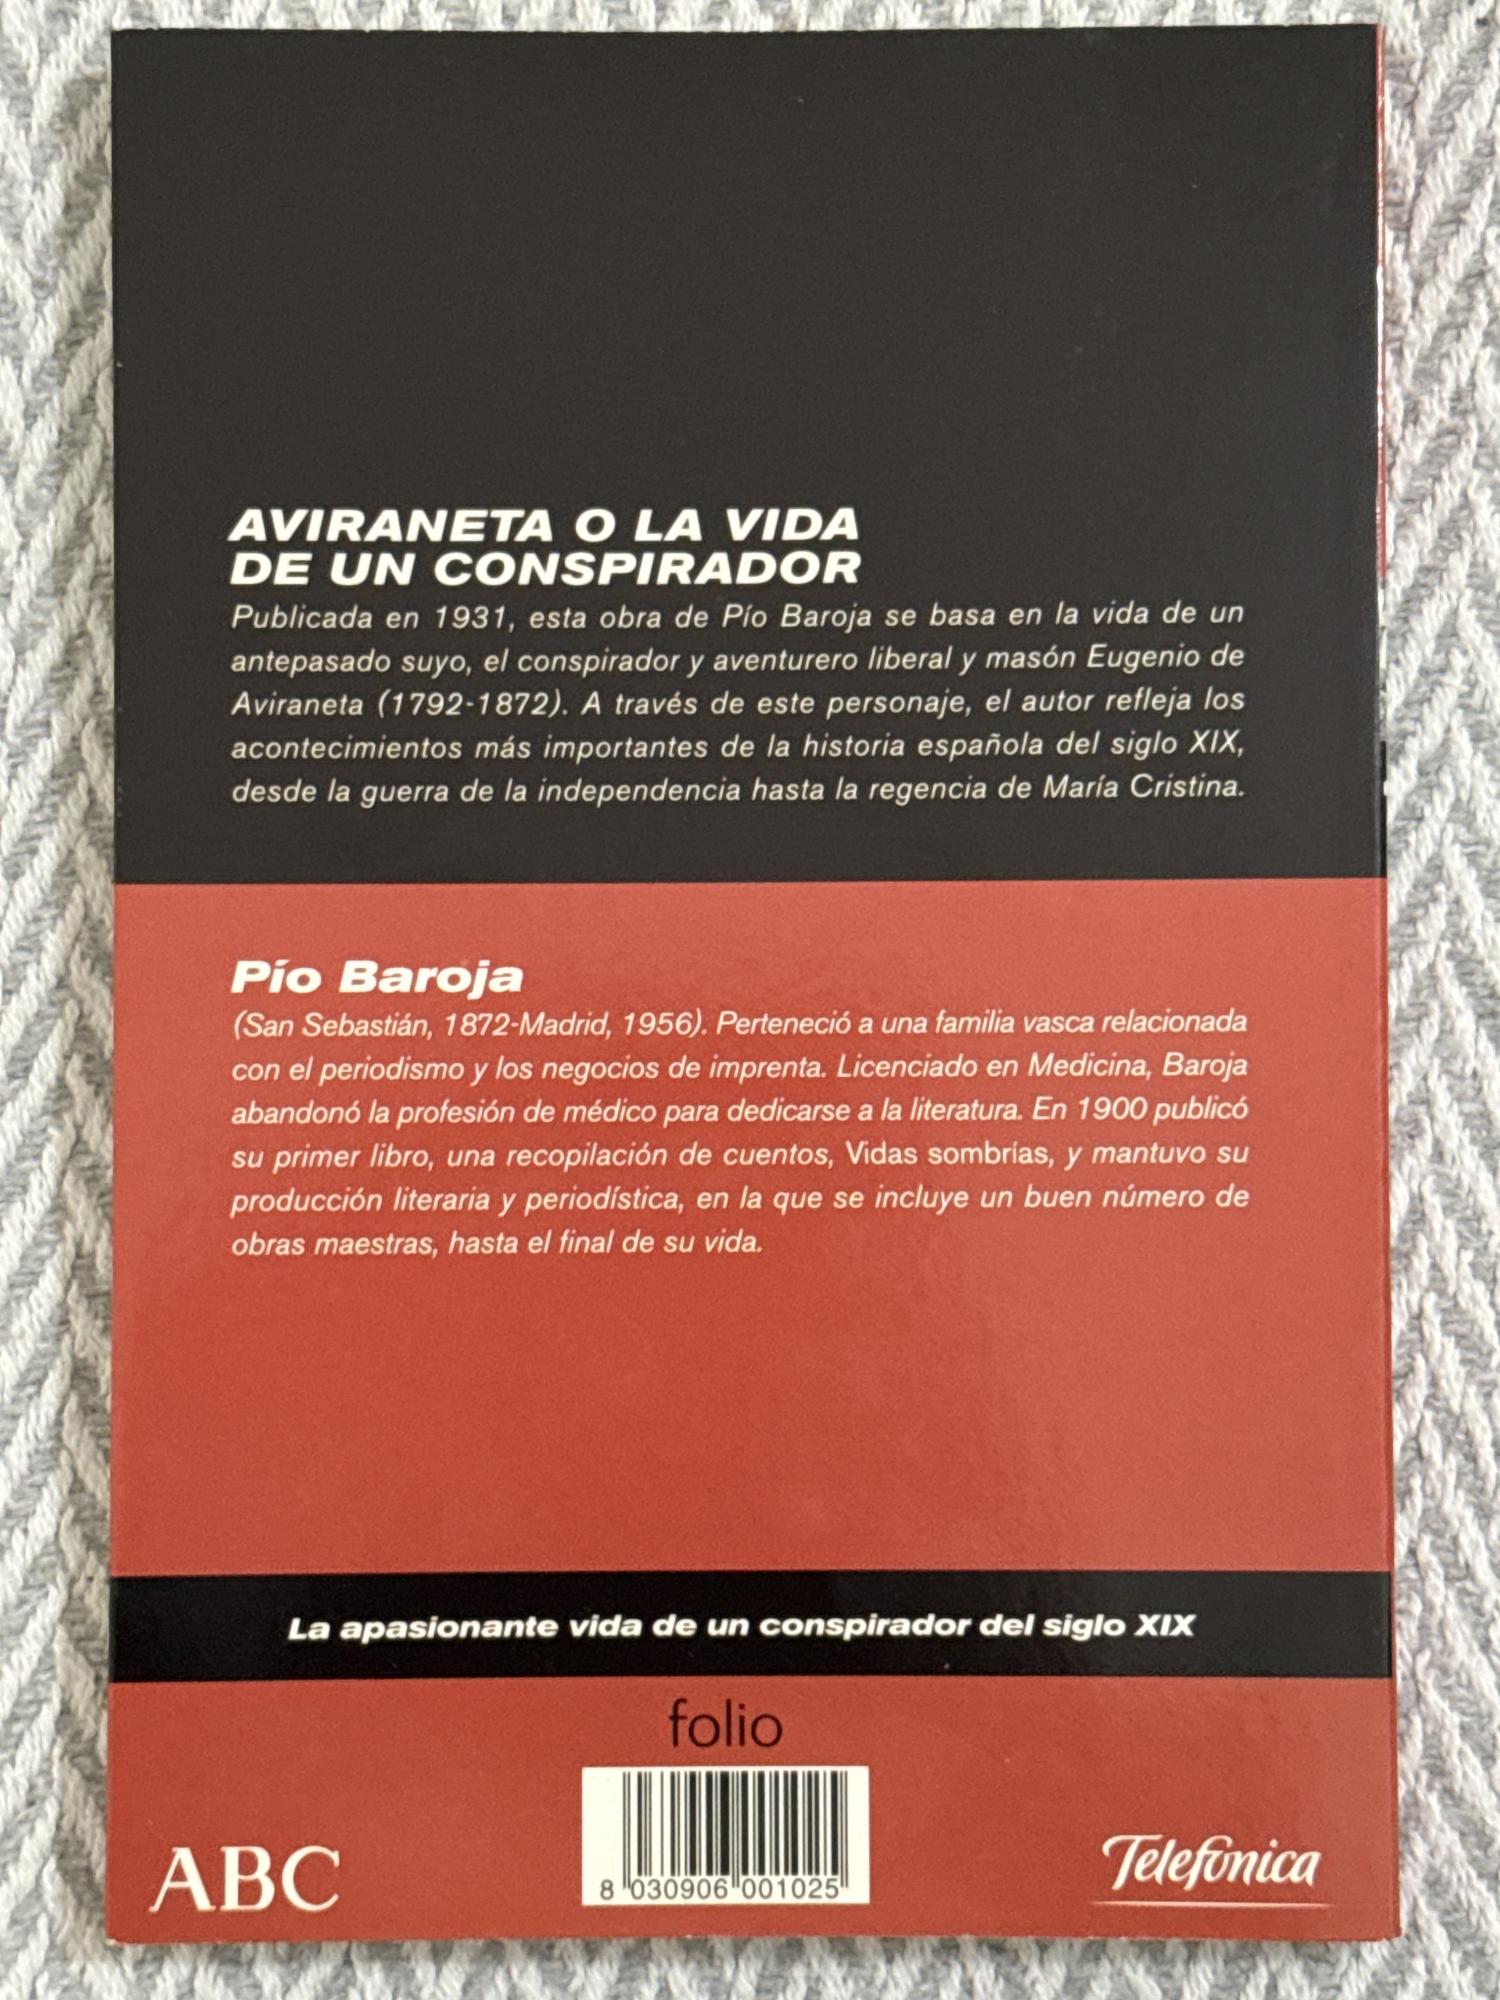 AVIRANETA O LA VIDA
DE UN CONSPIRADOR
Publicada en 1931, esta obra de Pío Baroja se basa en la vida de un
antepasado suyo, el conspirador y aventurero liberal y masón Eugenio de
Aviraneta (1792-1872). A través de este personaje, el autor refleja los
acontecimientos más importantes de la historia española del siglo XIX,
desde la guerra de la independencia hasta la regencia de María Cristina.
Pío Baroja
(San Sebastián, 1872-Madrid, 1956). Perteneció a una familia vasca relacionada
con el periodismo y los negocios de imprenta. Licenciado en Medicina, Baroja
abandonó la profesión de médico para dedicarse a la literatura. En 1900 publicó
su primer libro, una recopilación de cuentos, Vidas sombrías, y mantuvo su
producción literaria y periodística, en la que se incluye un buen número de
obras maestras, hasta el final de su vida.
La apasionante vida de un conspirador del siglo XIX
folio
8 030906 001025
ABC
Telefónica